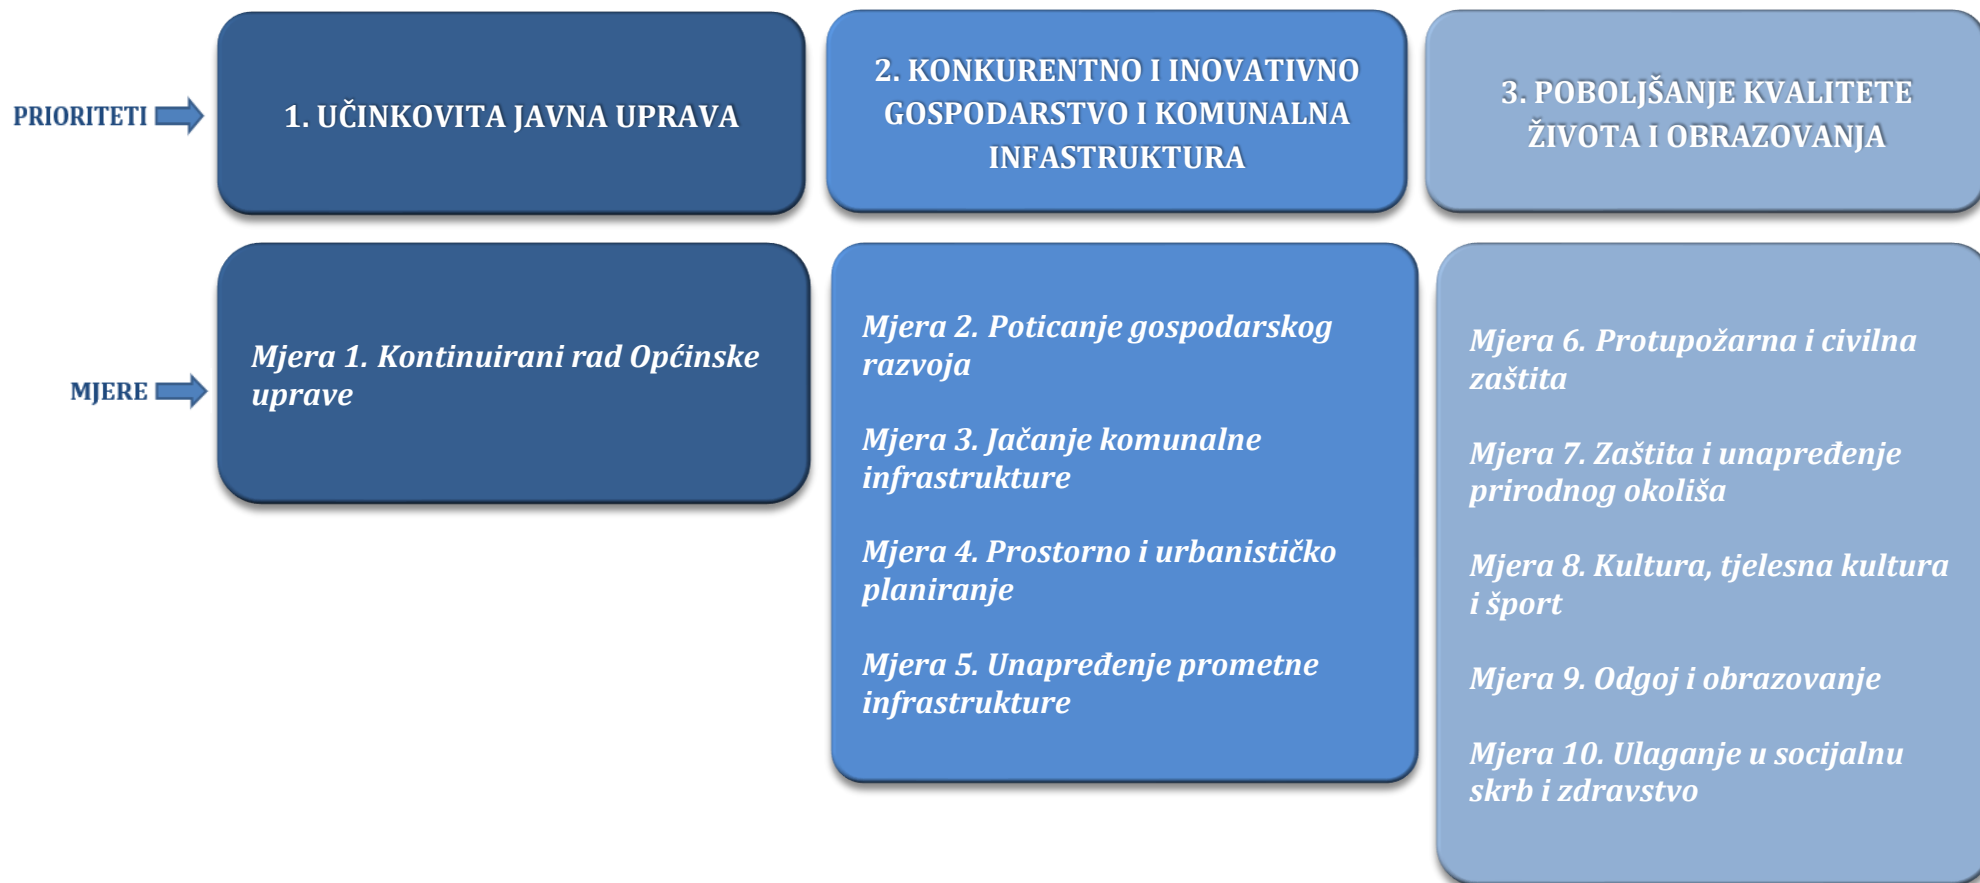 PRIORITETI
1. UČINKOVITA JAVNA UPRAVA
2. KONKURENTNO I INOVATIVNO
GOSPODARSTVO I KOMUNALNA
INFASTRUKTURA
3. POBOLJŠANJE KVALITETE
ŽIVOTA I OBRAZOVANJA
MJERE
Mjera 1. Kontinuirani rad Općinske
uprave
Mjera 2. Poticanje gospodarskog
razvoja
Mjera 3. Jačanje komunalne
infrastrukture
Mjera 4. Prostorno i urbanističko
planiranje
Mjera 5. Unapređenje prometne
infrastrukture
Mjera 6. Protupožarna i civilna
zaštita
Mjera 7. Zaštita i unapređenje
prirodnog okoliša
Mjera 8. Kultura, tjelesna kultura
i šport
Mjera 9. Odgoj i obrazovanje
Mjera 10. Ulaganje u socijalnu
skrb i zdravstvo